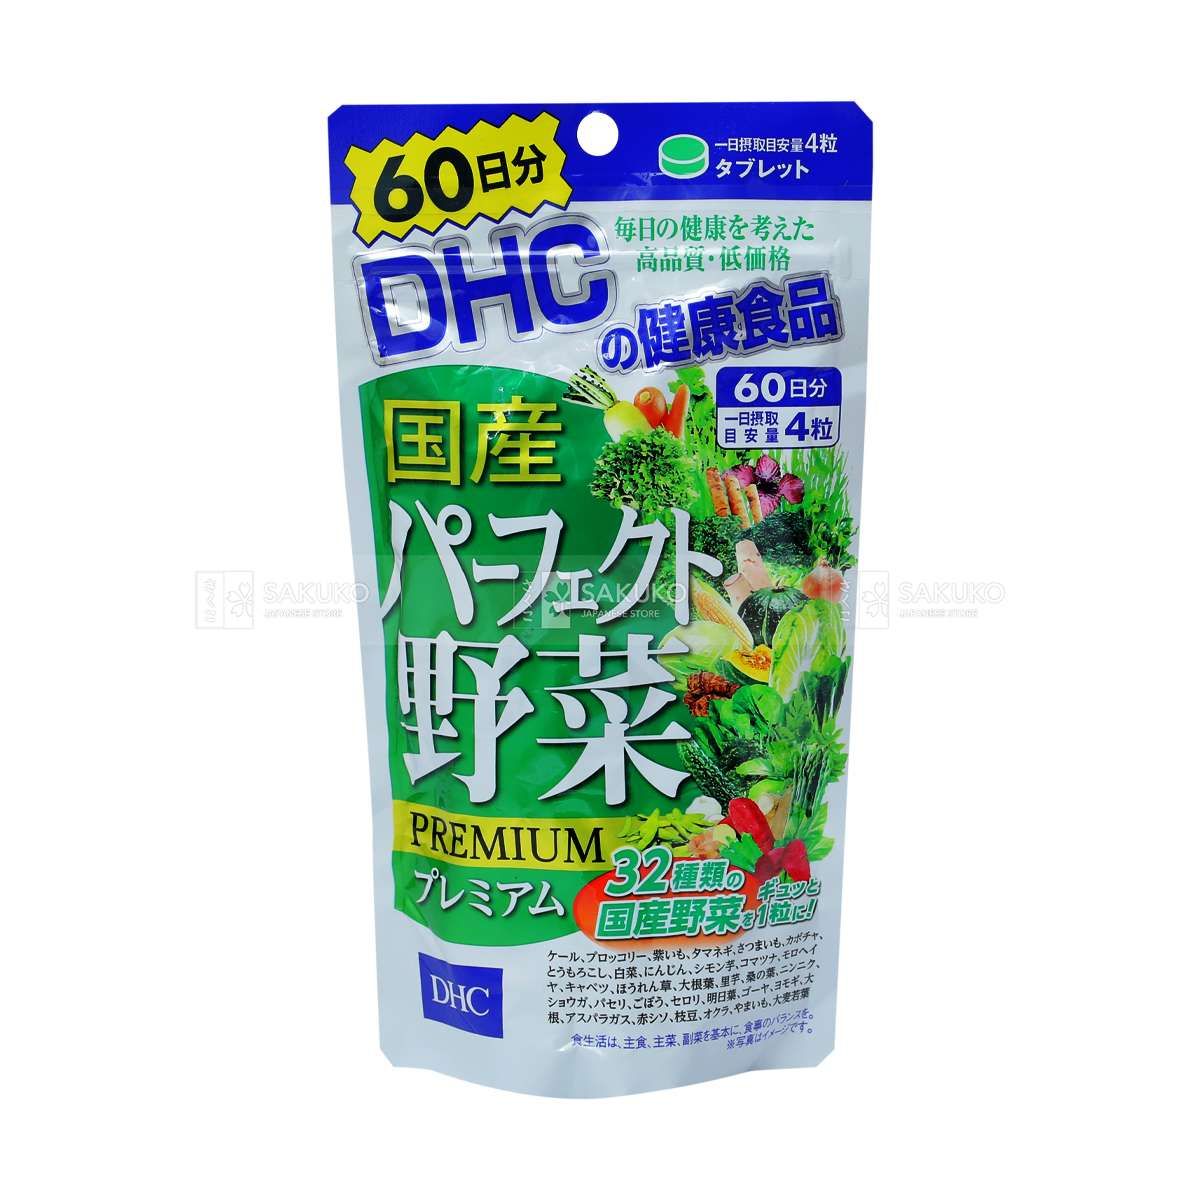 60日分
一日摂取目安量4粒
タブレット
毎日の健康を考えた
高品質・低価格
DHC
の健康食品
60日分
一日摂取
目安量 4粒
国産
パーフェクト
野菜
PREMIUM
プレミアム
32種類の
国産野菜を
ギュッと
1粒に!
ケール、ブロッコリー、紫いも、タマネギ、さつまいも、カボチャ、
とうもろこし、白菜、にんじん、シモン芋、コマツナ、モロヘイ
ヤ、キャベツ、ほうれん草、大根葉、里芋、桑の葉、ニンニク、
ショウガ、パセリ、ごぼう、セロリ、明日葉、ゴーヤ、ヨモギ、大
根、アスパラガス、赤シソ、枝豆、オクラ、やまいも、大麦若葉
食生活は、主食、主菜、副菜を基本に、食事のバランスを。
※写真はイメージです。
DHC
SAKUKO
JAPANESE STORE
SAKUKO
JAPANESE STORE
SAKUKO
JAPANESE STORE